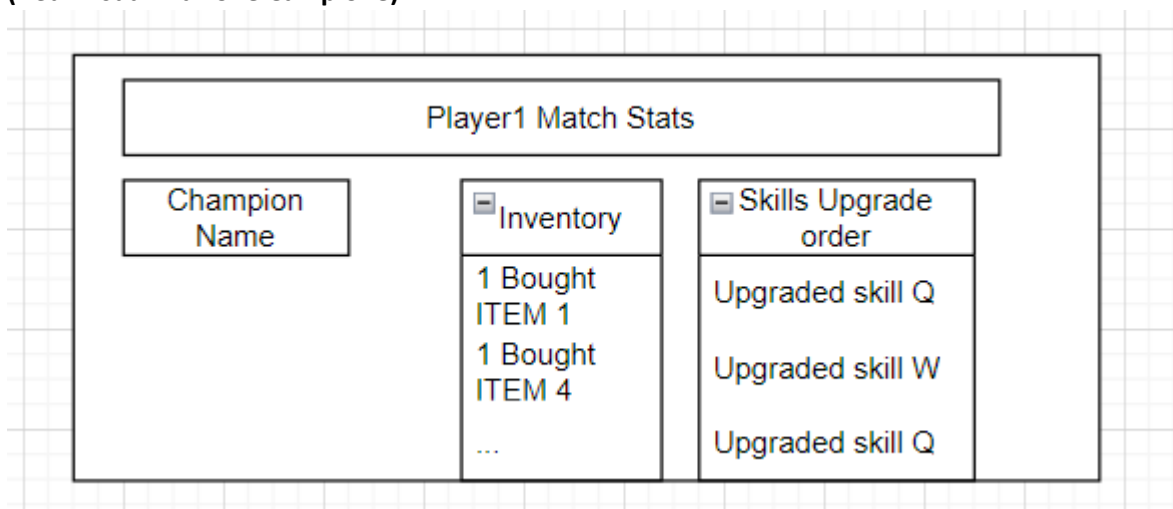 Player1 Match Stats
Champion
Name
Inventory
1 Bought
ITEM 1
1 Bought
ITEM 4
...
Skills Upgrade
order
Upgraded skill Q
Upgraded skill W
Upgraded skill Q